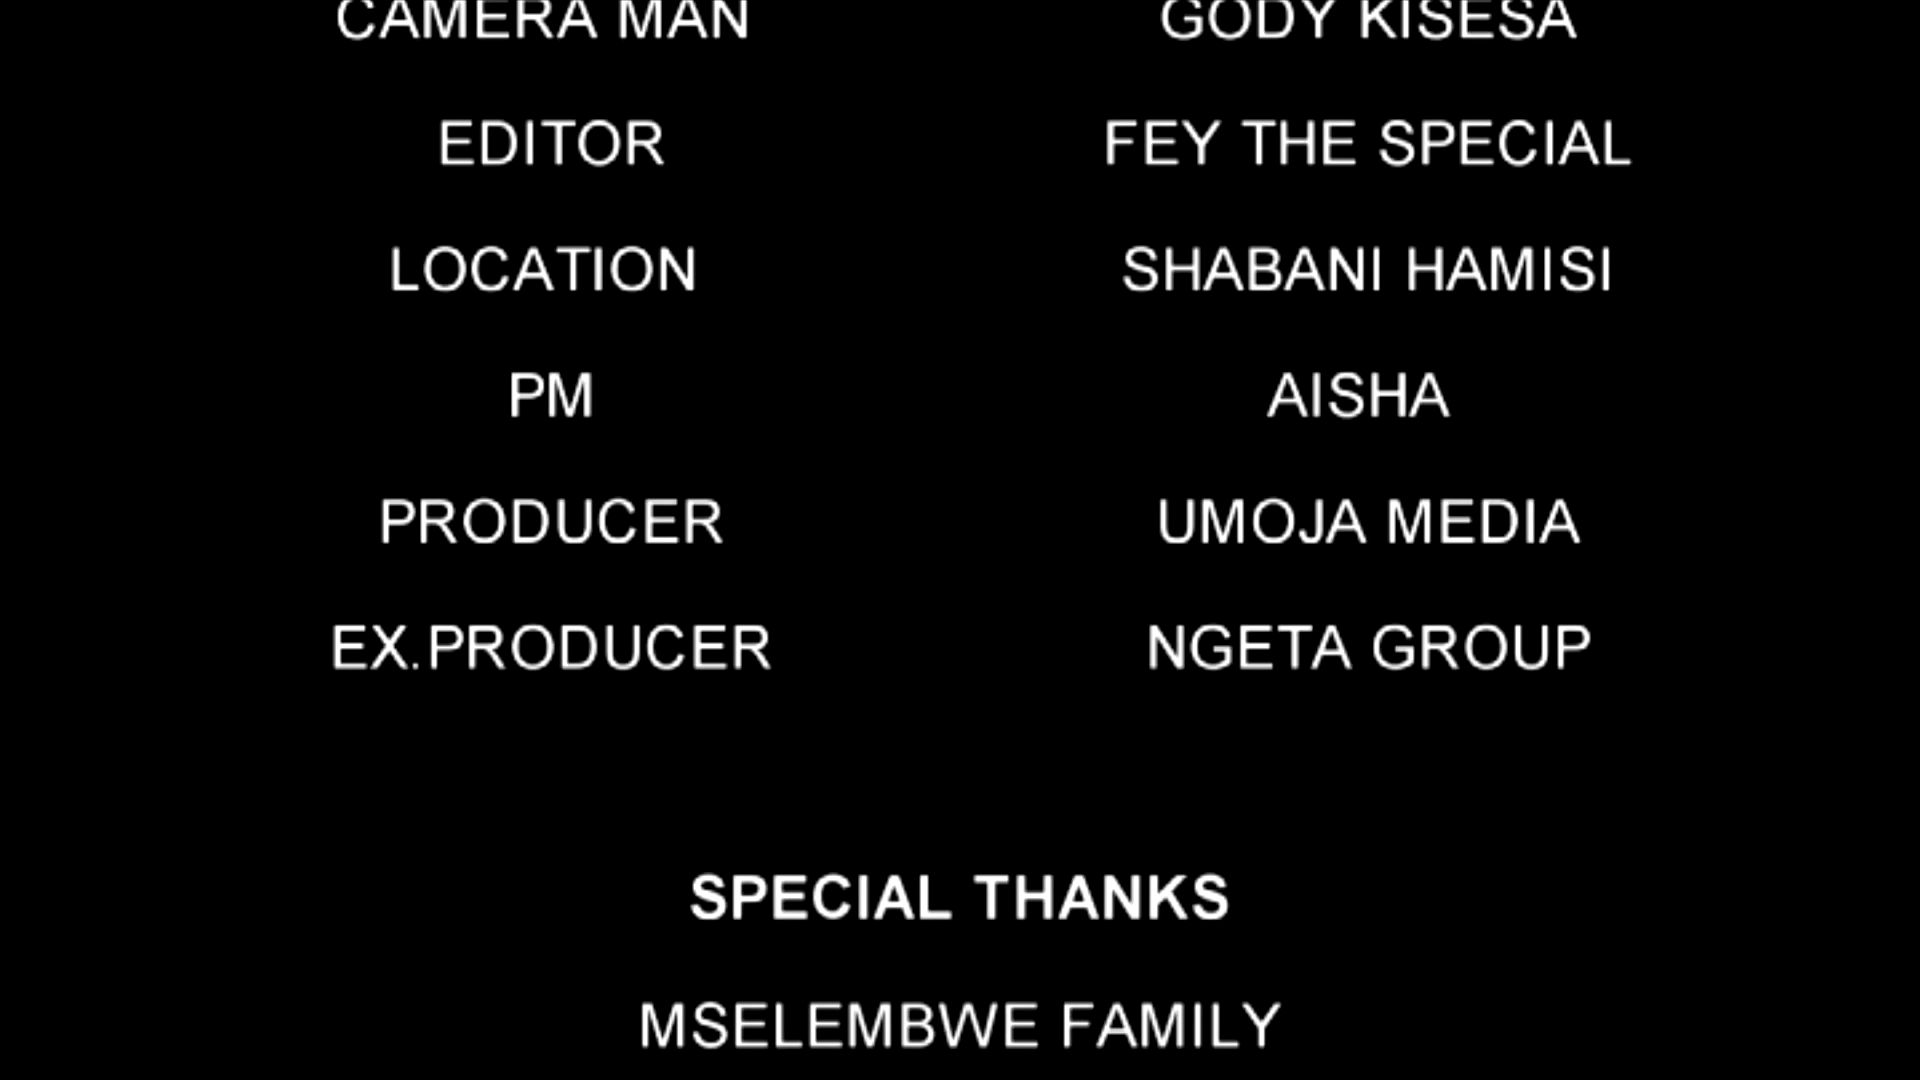 CAMERA MAN GODY KISESA
EDITOR FEY THE SPECIAL
LOCATION SHABANI HAMISI
PM AISHA
PRODUCER UMOJA MEDIA
EX.PRODUCER NGETA GROUP
SPECIAL THANKS
MSELEMBWE FAMILY